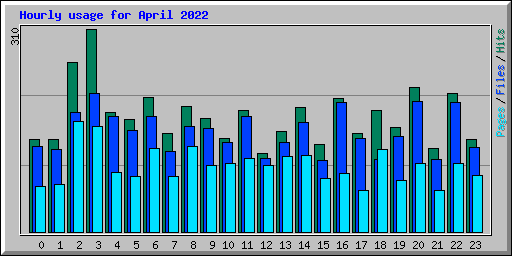 Hourly usage for April 2022
310
Pages / Files / Hits
0 1 2 3 4 5 6 7 8 9 10 11 12 13 14 15 16 17 18 19 20 21 22 23